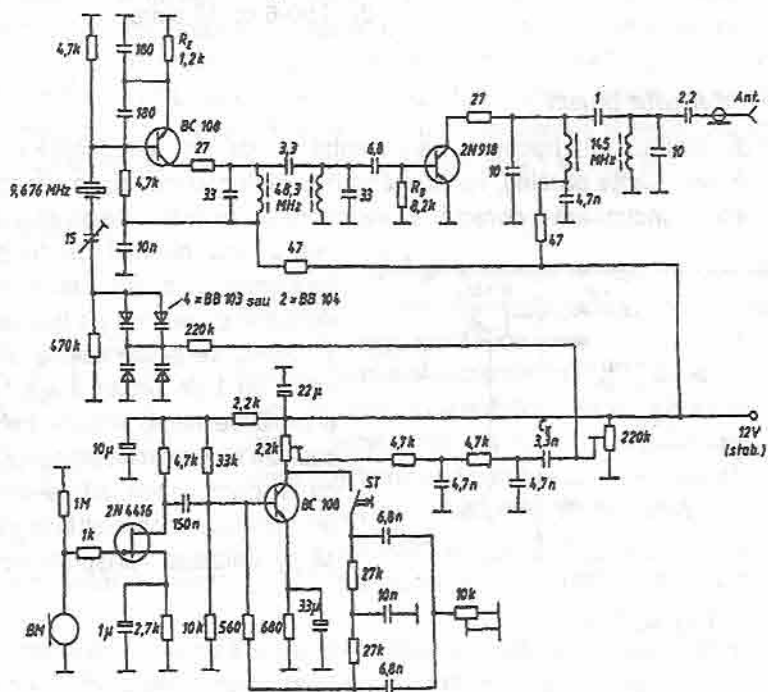 4,7k
180
R_E
1,2k
180
BC 108
27
3,3
6,8
2N918
27
1
2,2
Ant.
9,676 MHz
4,7k
33
48,3
MHz
33
R_B
8,2k
10
145
MHz
10
4,7n
15
10n
47
47
4 × BB 103 sau 2 × BB 104
470k
220k
22µ
2,2k
10µ
4,7k
33k
2,2k
4,7k
4,7k
3,3n
220k
12V
(stab.)
4,7n
4,7n
1M
2N 4416
150n
BC 108
ST
6,8n
1k
27k
10n
10k
BM
1µ
2,7k
10k
560
680
33µ
27k
6,8n